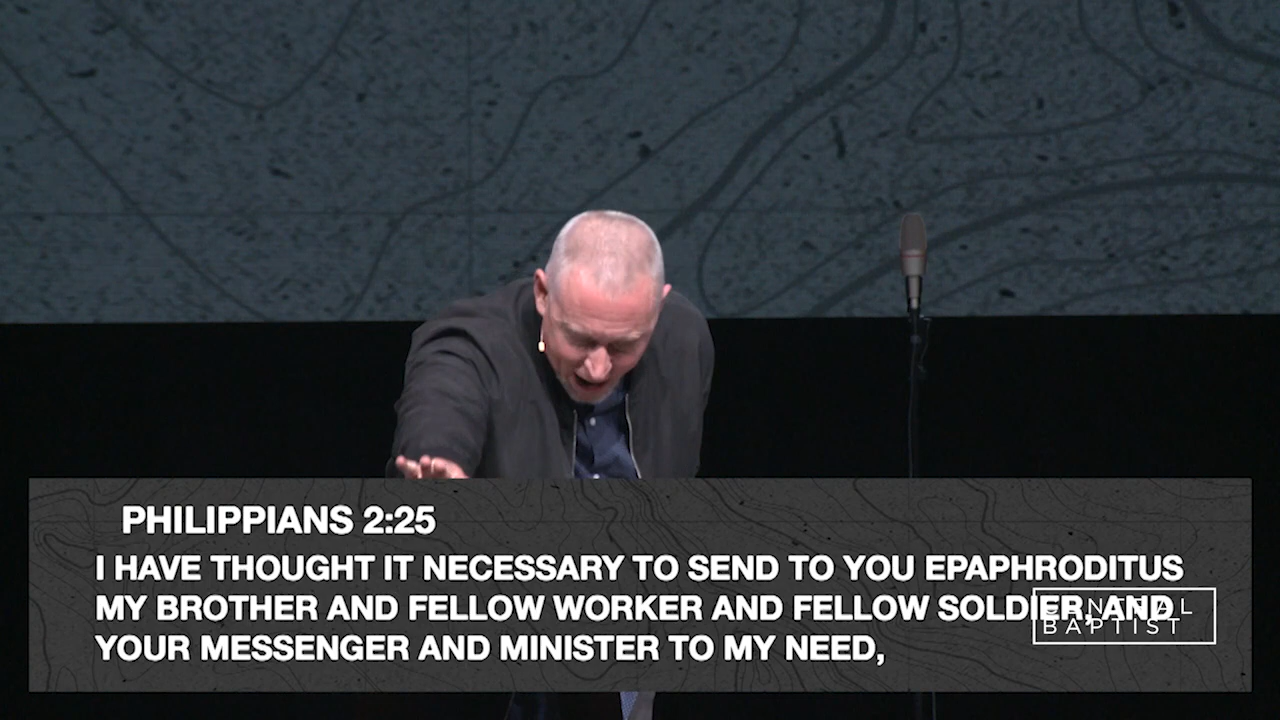 PHILIPPIANS 2:25
I HAVE THOUGHT IT NECESSARY TO SEND TO YOU EPAPHRODITUS
MY BROTHER AND FELLOW WORKER AND FELLOW SOLDIER, AND
YOUR MESSENGER AND MINISTER TO MY NEED,
CENTRAL
BAPTIST